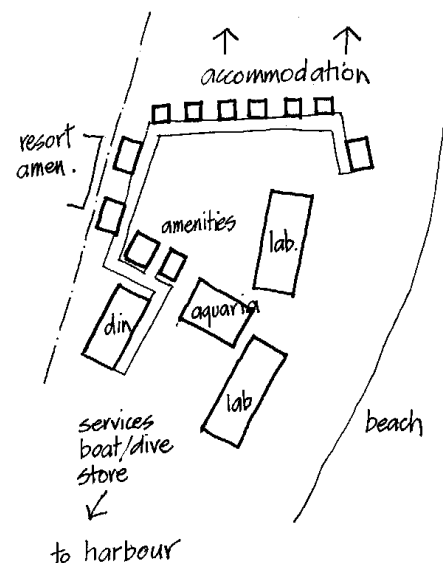 accommodation
resort
amen.
amenities
lab.
aquaria
din
lab
services
boat/dive
store
beach
to harbour